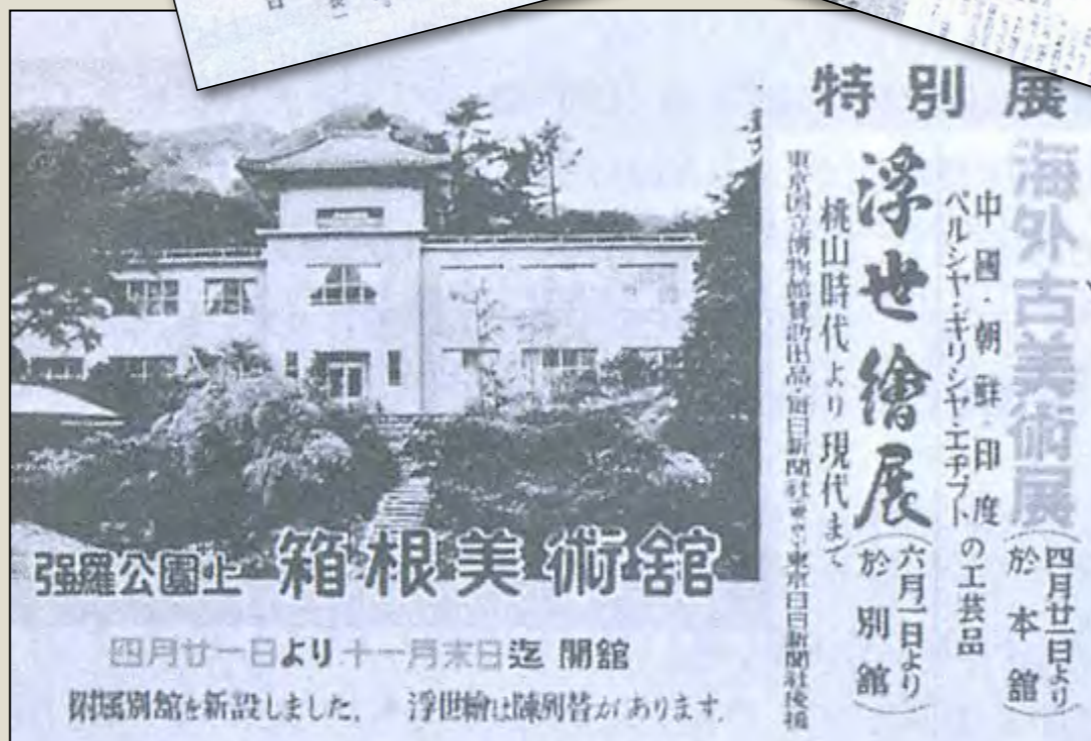 特別展
海外古美術展（四月廿一日より 於本館）
中國・朝鮮・印度
ペルシヤ・ギリシヤ・エヂプト の工芸品
浮世繪展（六月一日より 於別館）
桃山時代より現代まで
東京国立博物館賛助出品・毎日新聞社 東京日日新聞社後援
强羅公園上 箱根美術館
四月廿一日より十一月末日迄 開館
附属別館を新設しました。 浮世繪は陳列替があります。